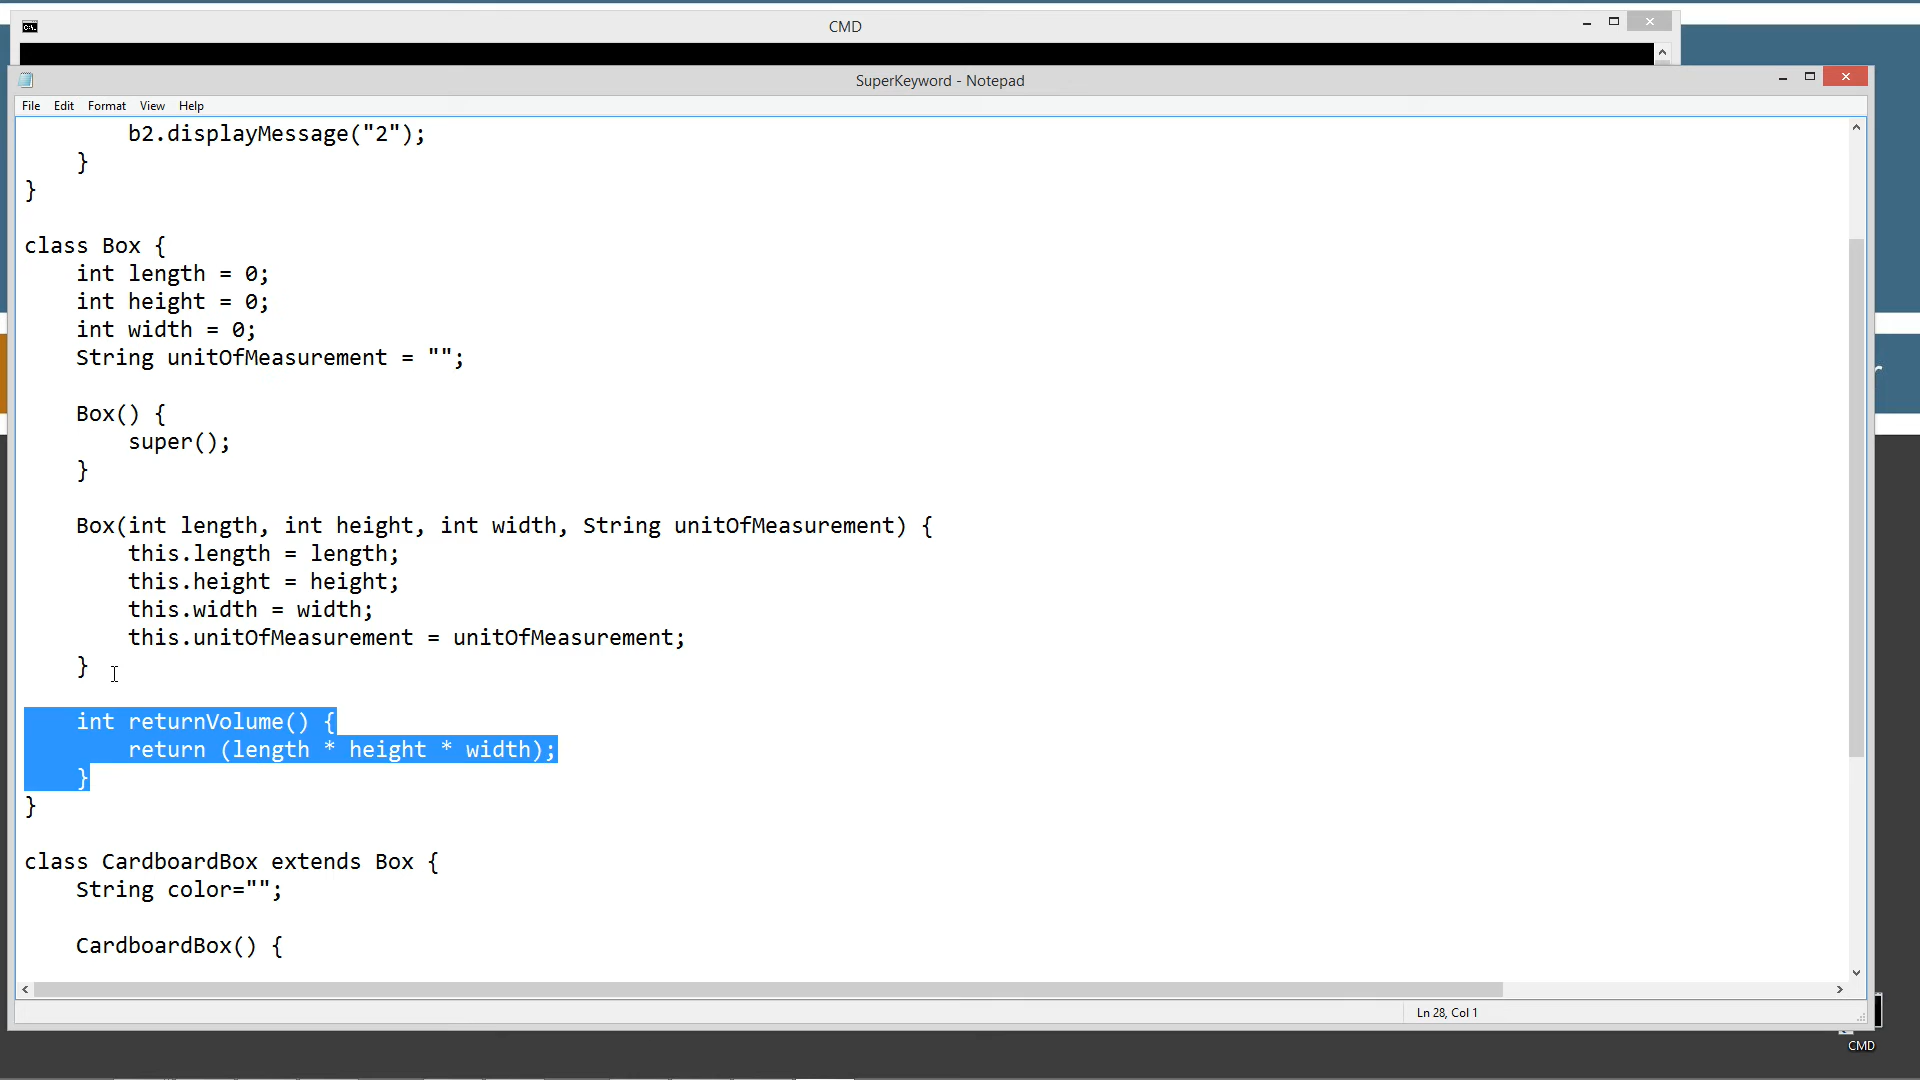 CMD
SuperKeyword - Notepad
File Edit Format View Help
        b2.displayMessage("2");
    }
}

class Box {
    int length = 0;
    int height = 0;
    int width = 0;
    String unitOfMeasurement = "";

    Box() {
        super();
    }

    Box(int length, int height, int width, String unitOfMeasurement) {
        this.length = length;
        this.height = height;
        this.width = width;
        this.unitOfMeasurement = unitOfMeasurement;
    }

    int returnVolume() {
        return (length * height * width);
    }
}

class CardboardBox extends Box {
    String color="";

    CardboardBox() {
Ln 28, Col 1
CMD